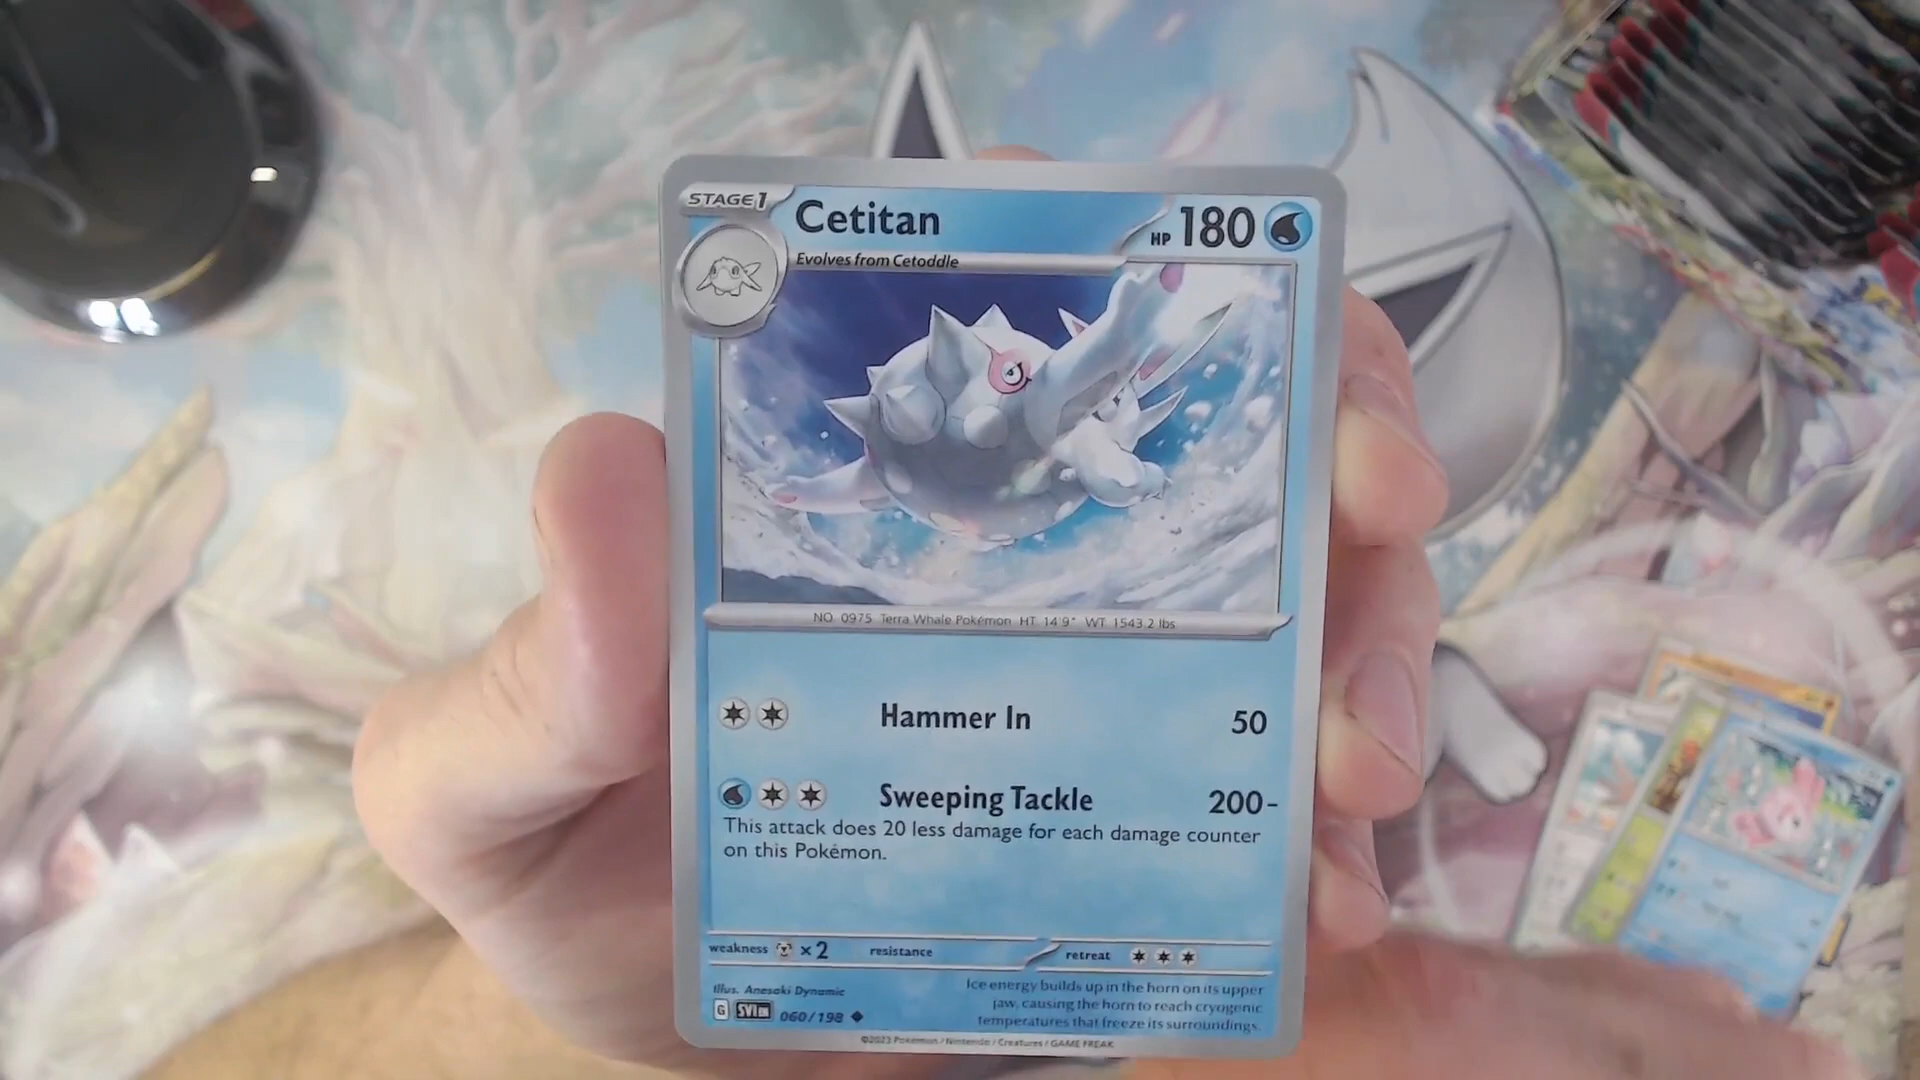 STAGE 1
Cetitan
HP 180
Evolves from Cetoddle
NO. 0975 Terra Whale Pokémon HT. 14'9" WT. 1543.2 lbs
Hammer In 50
Sweeping Tackle 200-
This attack does 20 less damage for each damage counter
on this Pokémon.
weakness ×2 resistance retreat
Illus. Anesaki Dynamic
G SVI EN 060/198
Ice energy builds up in the horn on its upper
jaw, causing the horn to reach cryogenic
temperatures that freeze its surroundings.
©2023 Pokémon / Nintendo / Creatures / GAME FREAK